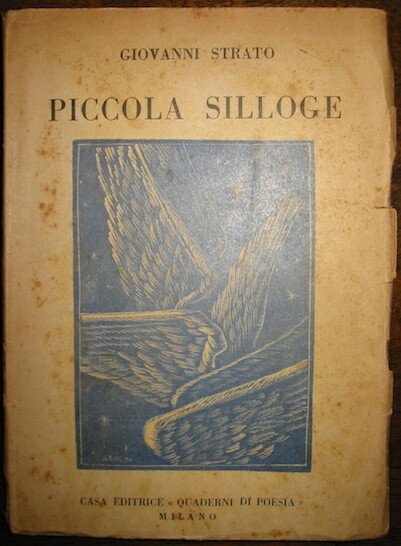 GIOVANNI STRATO
PICCOLA SILLOGE
CASA EDITRICE « QUADERNI DI POESIA »
MILANO